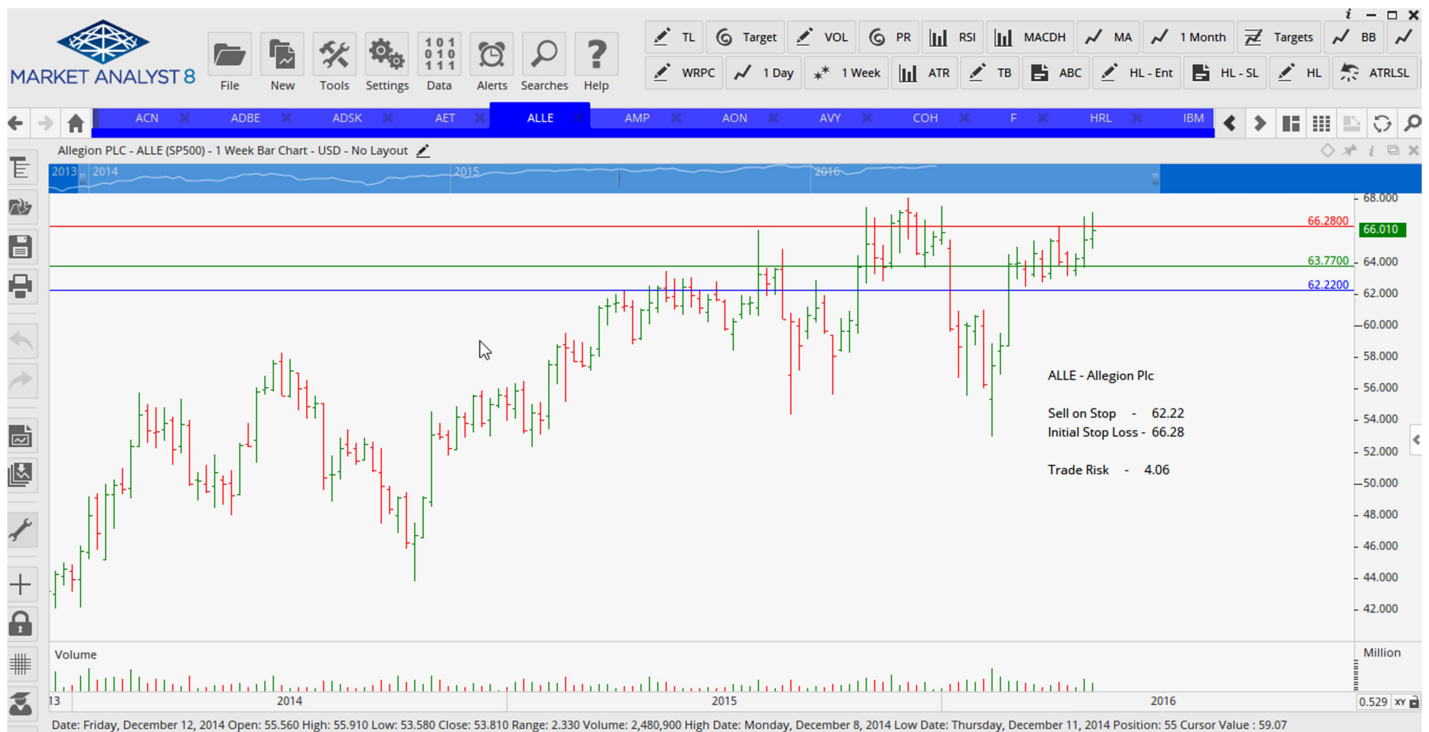 i
MARKET ANALYST 8
File New Tools Settings Data Alerts Searches Help
101
010
111
TL Target VOL PR RSI MACDH MA 1 Month Targets BB
WRPC 1 Day 1 Week ATR TB ABC HL - Ent HL - SL HL ATRLSL
ACN ADBE ADSK AET ALLE AMP AON AVY COH F HRL IBM
Allegion PLC - ALLE (SP500) - 1 Week Bar Chart - USD - No Layout
i
2013 2014 2015 2016
68.000
66.2800
66.010
64.000
63.7700
62.2200
62.000
60.000
58.000
56.000
54.000
52.000
50.000
48.000
46.000
44.000
42.000
ALLE - Allegion Plc
Sell on Stop - 62.22
Initial Stop Loss - 66.28
Trade Risk - 4.06
Volume
Million
13 2014 2015 2016
0.529 XY
Date: Friday, December 12, 2014 Open: 55.560 High: 55.910 Low: 53.580 Close: 53.810 Range: 2.330 Volume: 2,480,900 High Date: Monday, December 8, 2014 Low Date: Thursday, December 11, 2014 Position: 55 Cursor Value : 59.07